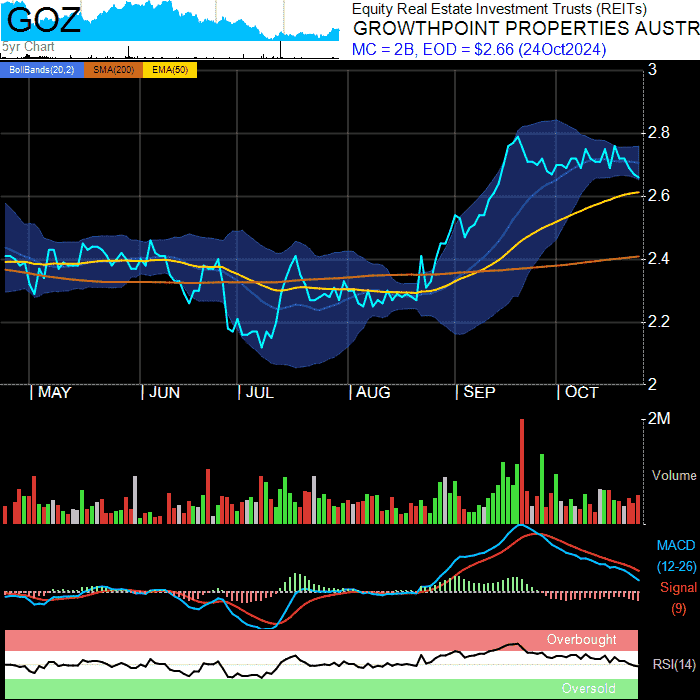 GOZ
Equity Real Estate Investment Trusts (REITs)
GROWTHPOINT PROPERTIES AUSTR
5yr Chart
MC = 2B, EOD = $2.66 (24Oct2024)
BollBands(20,2) SMA(200) EMA(50)
3
2.8
2.6
2.4
2.2
2
MAY JUN JUL AUG SEP OCT
2M
Volume
MACD
(12-26)
Signal
(9)
Overbought
RSI(14)
Oversold